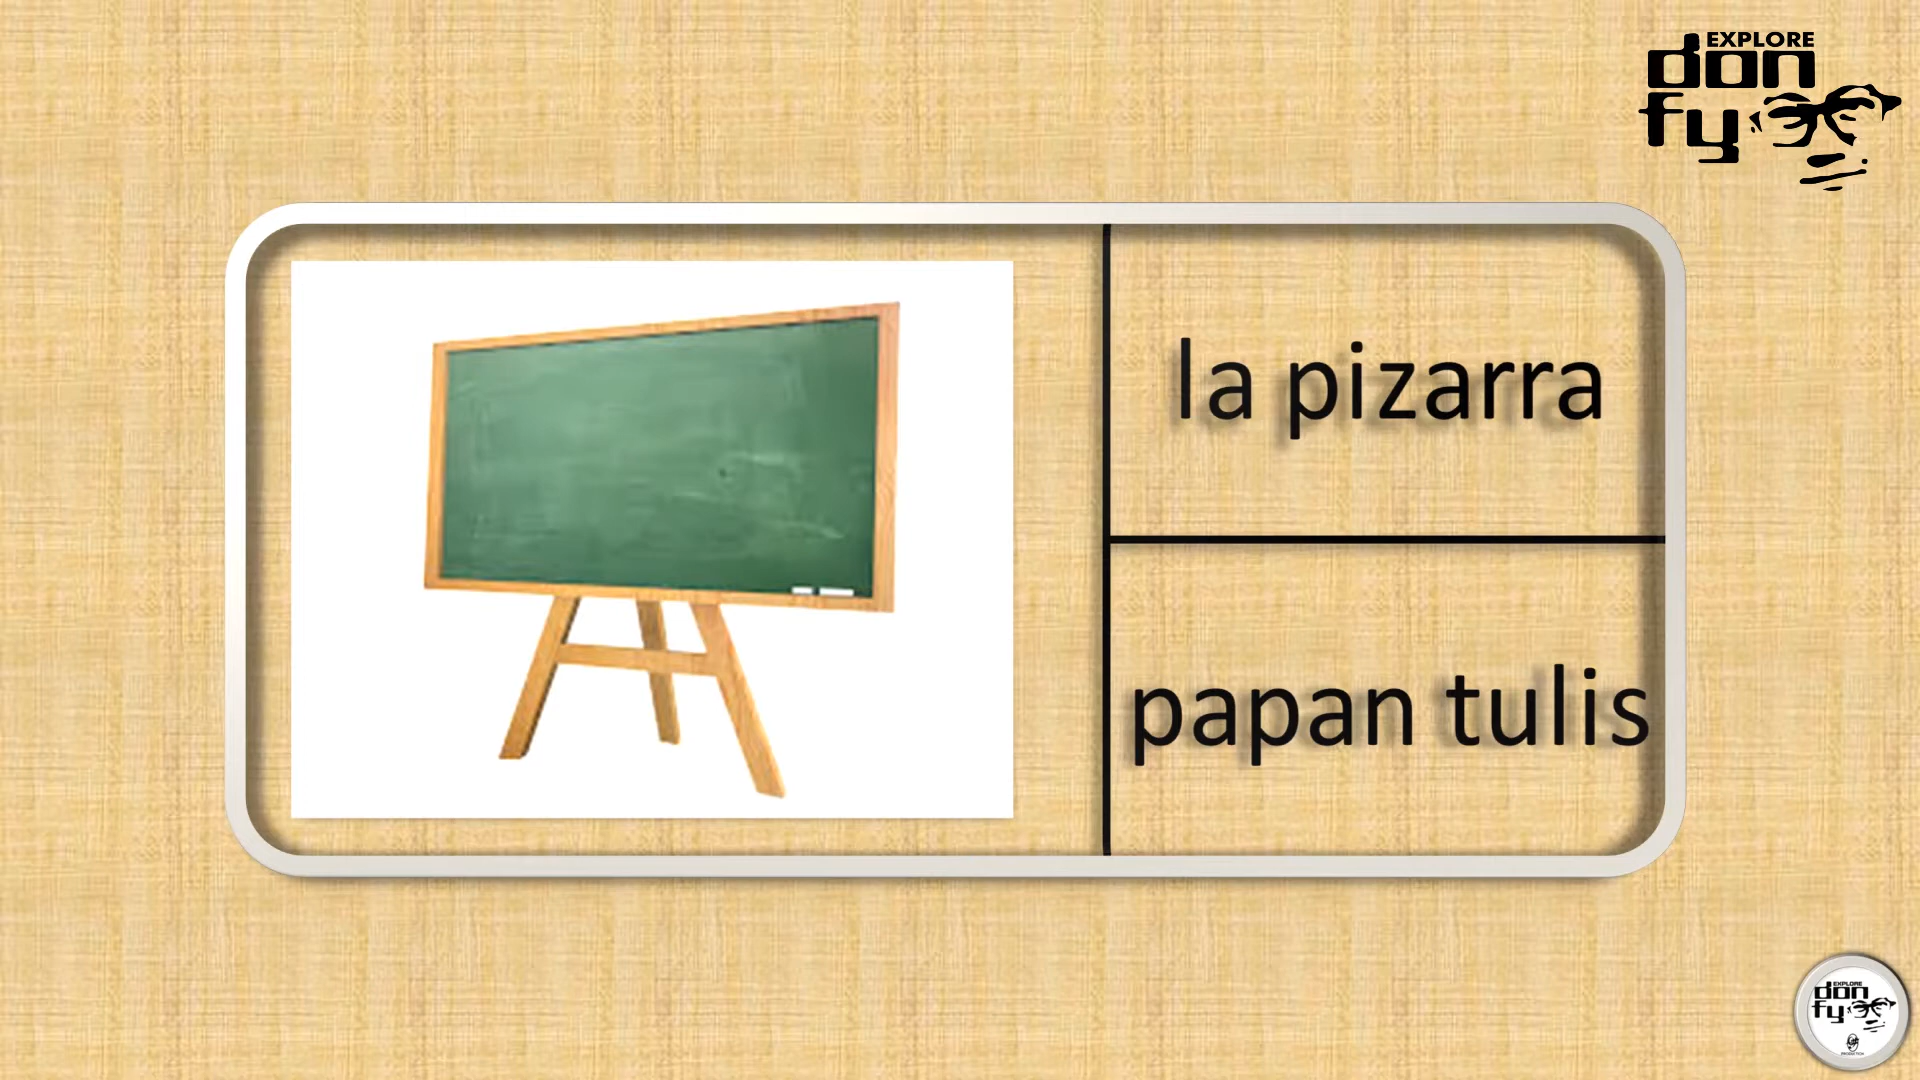 EXPLORE
don
fy
la pizarra
papan tulis
EXPLORE
don
fy